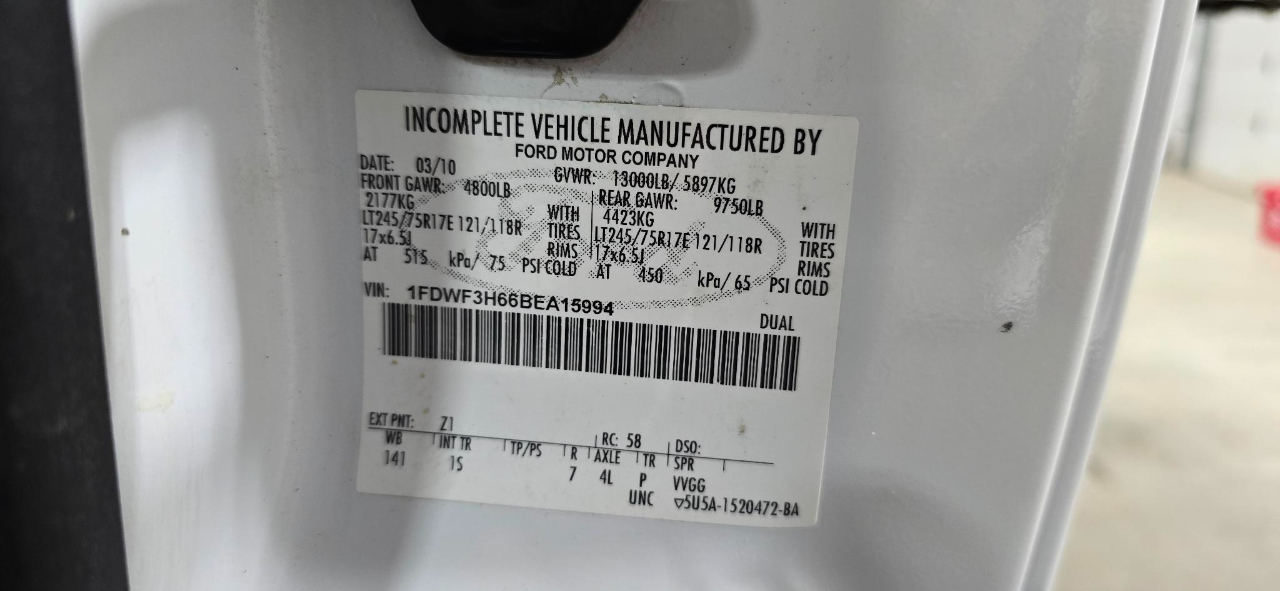 INCOMPLETE VEHICLE MANUFACTURED BY
FORD MOTOR COMPANY
DATE: 03/10 GVWR: 13000LB/ 5897KG
FRONT GAWR: 4800LB REAR GAWR: 9750LB
2177KG WITH 4423KG WITH
LT245/75R17E 121/118R TIRES LT245/75R17E 121/118R TIRES
17x6.5J RIMS 17x6.5J RIMS
AT 515 kPa/ 75 PSI COLD AT 450 kPa/ 65 PSI COLD
VIN: 1FDWF3H66BEA15994
DUAL
EXT PNT: Z1 RC: 58 DSO:
WB INT TR TP/PS R AXLE TR SPR
141 1S 7 4L P VVGG
UNC ▽5U5A-1520472-BA